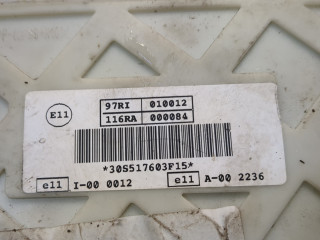 E11 97RI 010012
116RA 000084
*30S517603F15*
e11 I-00 0012 e11 A-00 2236